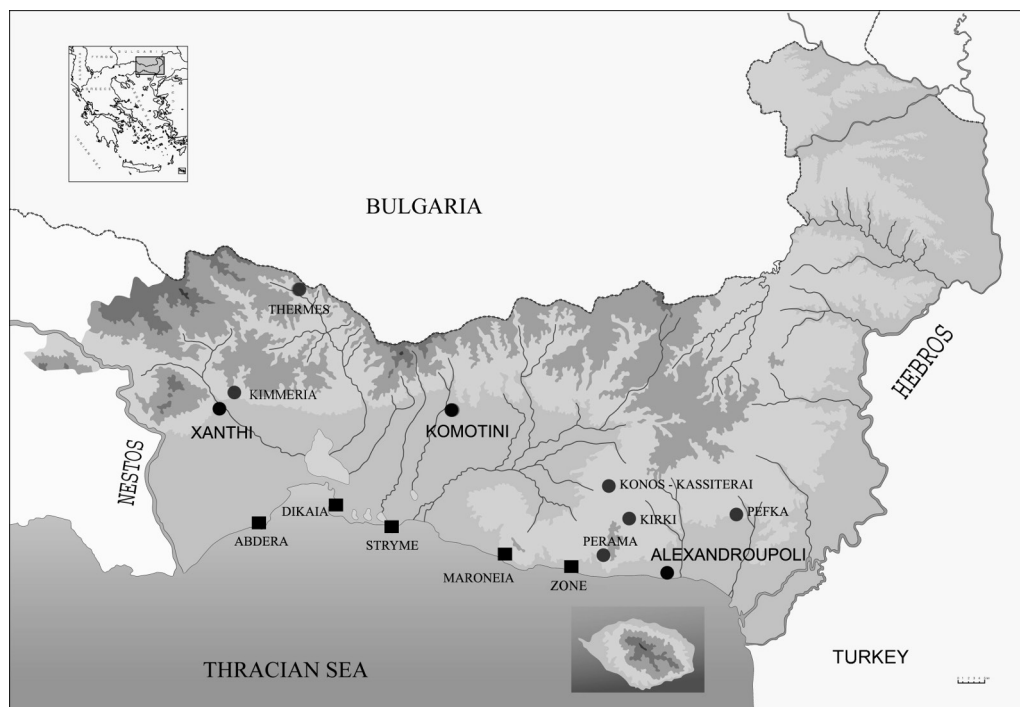 BULGARIA
BULGARIA
THERMES
KIMMERIA
XANTHI
KOMOTINI
NESTOS
HEBROS
DIKAIA
ABDERA
STRYME
KONOS - KASSITERAI
KIRKI
PEFKA
PERAMA
ALEXANDROUPOLI
MARONEIA
ZONE
THRACIAN SEA
TURKEY